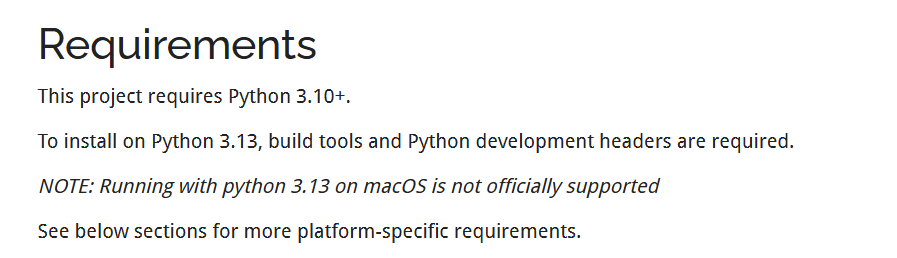 Requirements
This project requires Python 3.10+.
To install on Python 3.13, build tools and Python development headers are required.
NOTE: Running with python 3.13 on macOS is not officially supported
See below sections for more platform-specific requirements.